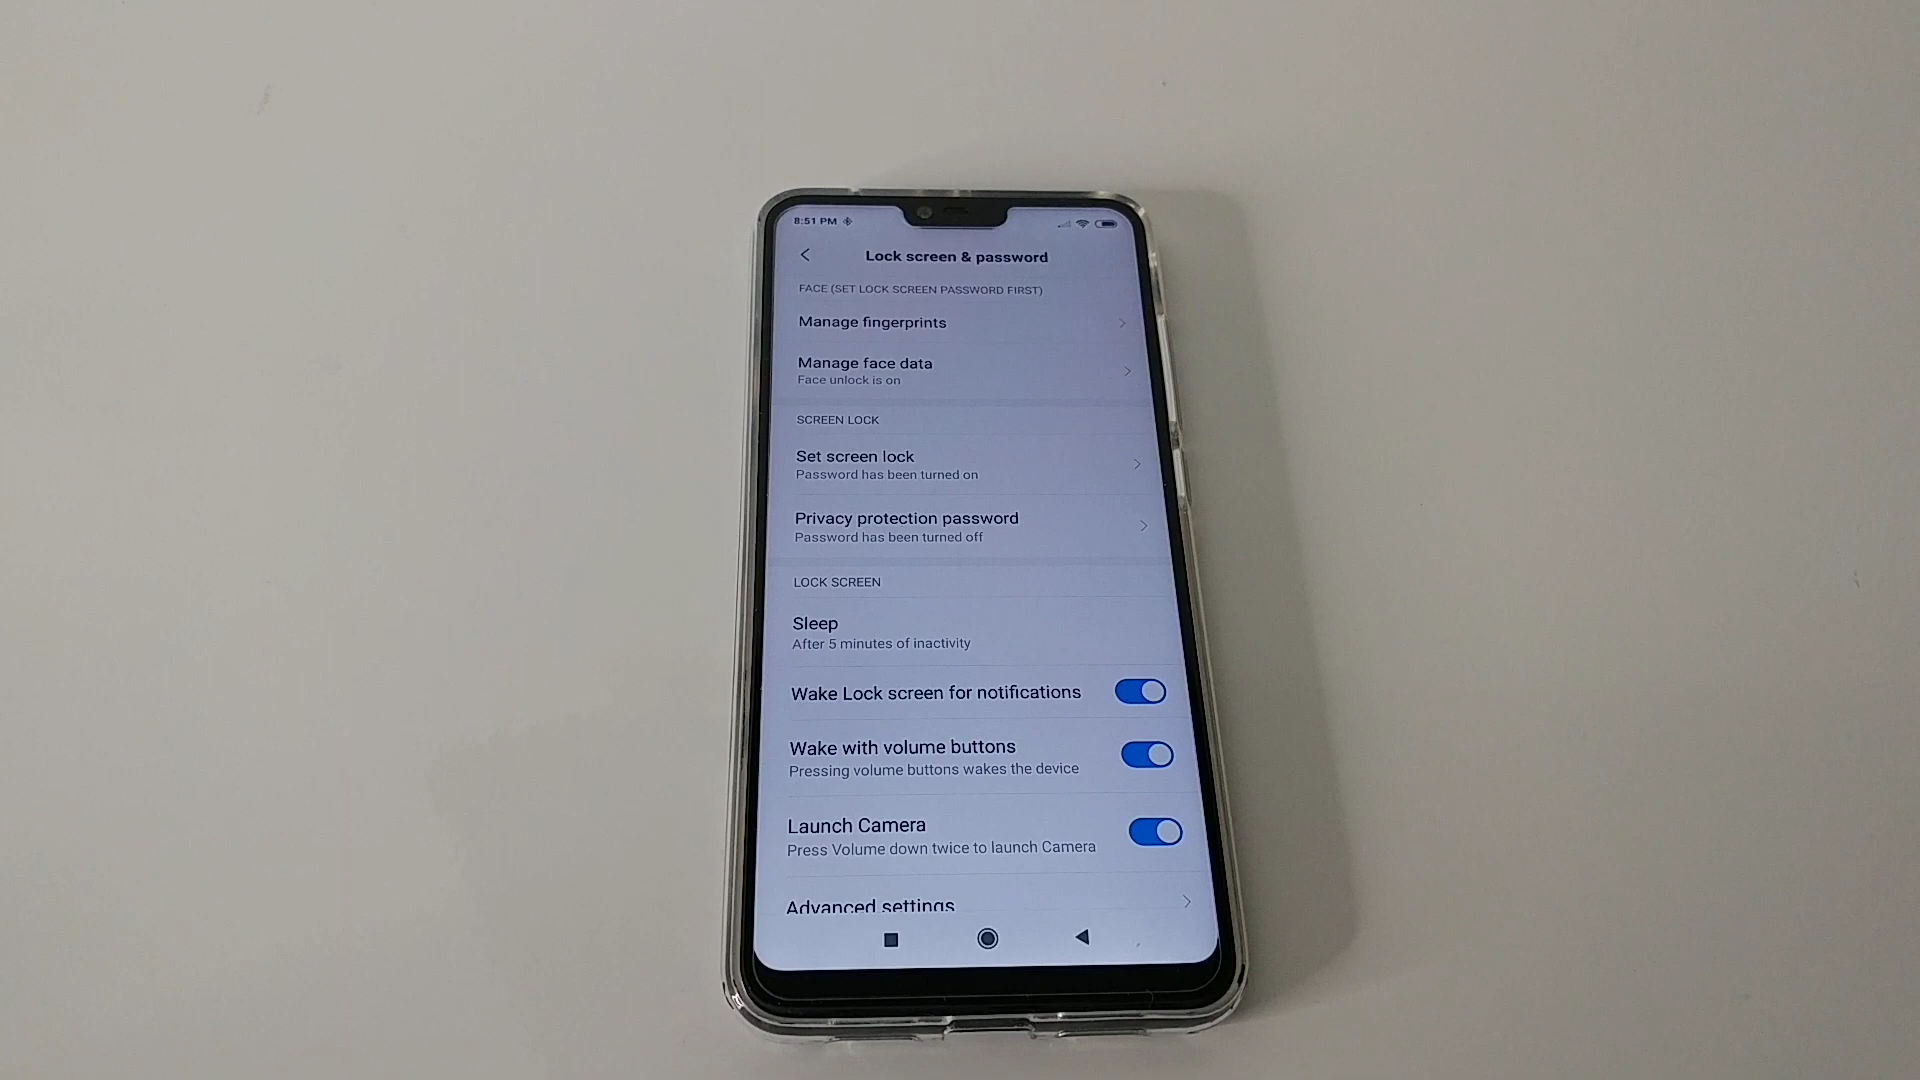 8:51 PM
Lock screen & password
FACE (SET LOCK SCREEN PASSWORD FIRST)
Manage fingerprints
Manage face data
Face unlock is on
SCREEN LOCK
Set screen lock
Password has been turned on
Privacy protection password
Password has been turned off
LOCK SCREEN
Sleep
After 5 minutes of inactivity
Wake Lock screen for notifications
Wake with volume buttons
Pressing volume buttons wakes the device
Launch Camera
Press Volume down twice to launch Camera
Advanced settings